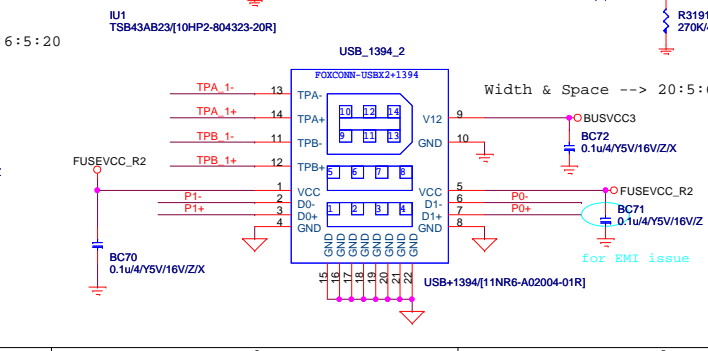 IU1
TSB43AB23/[10HP2-804323-20R]
R3191
270K/
6:5:20
USB_1394_2
FOXCONN-USBX2+1394
Width & Space --> 20:5:
TPA_1- 13 TPA-
TPA_1+ 14 TPA+
TPB_1- 11 TPB-
TPB_1+ 12 TPB+
10 12 14
9 11 13
5 6 7 8
1 2 3 4
V12 9 BUSVCC3
GND 10
BC72
0.1u/4/Y5V/16V/Z/X
FUSEVCC_R2
1 VCC
P1- 2 D0-
P1+ 3 D0+
4 GND
VCC 5 FUSEVCC_R2
D1- 6 P0-
D1+ 7 P0+
GND 8
BC71
0.1u/4/Y5V/16V/Z
for EMI issue
BC70
0.1u/4/Y5V/16V/Z/X
GND GND GND GND GND GND GND GND
15 16 17 18 19 20 21 22
USB+1394/[11NR6-A02004-01R]